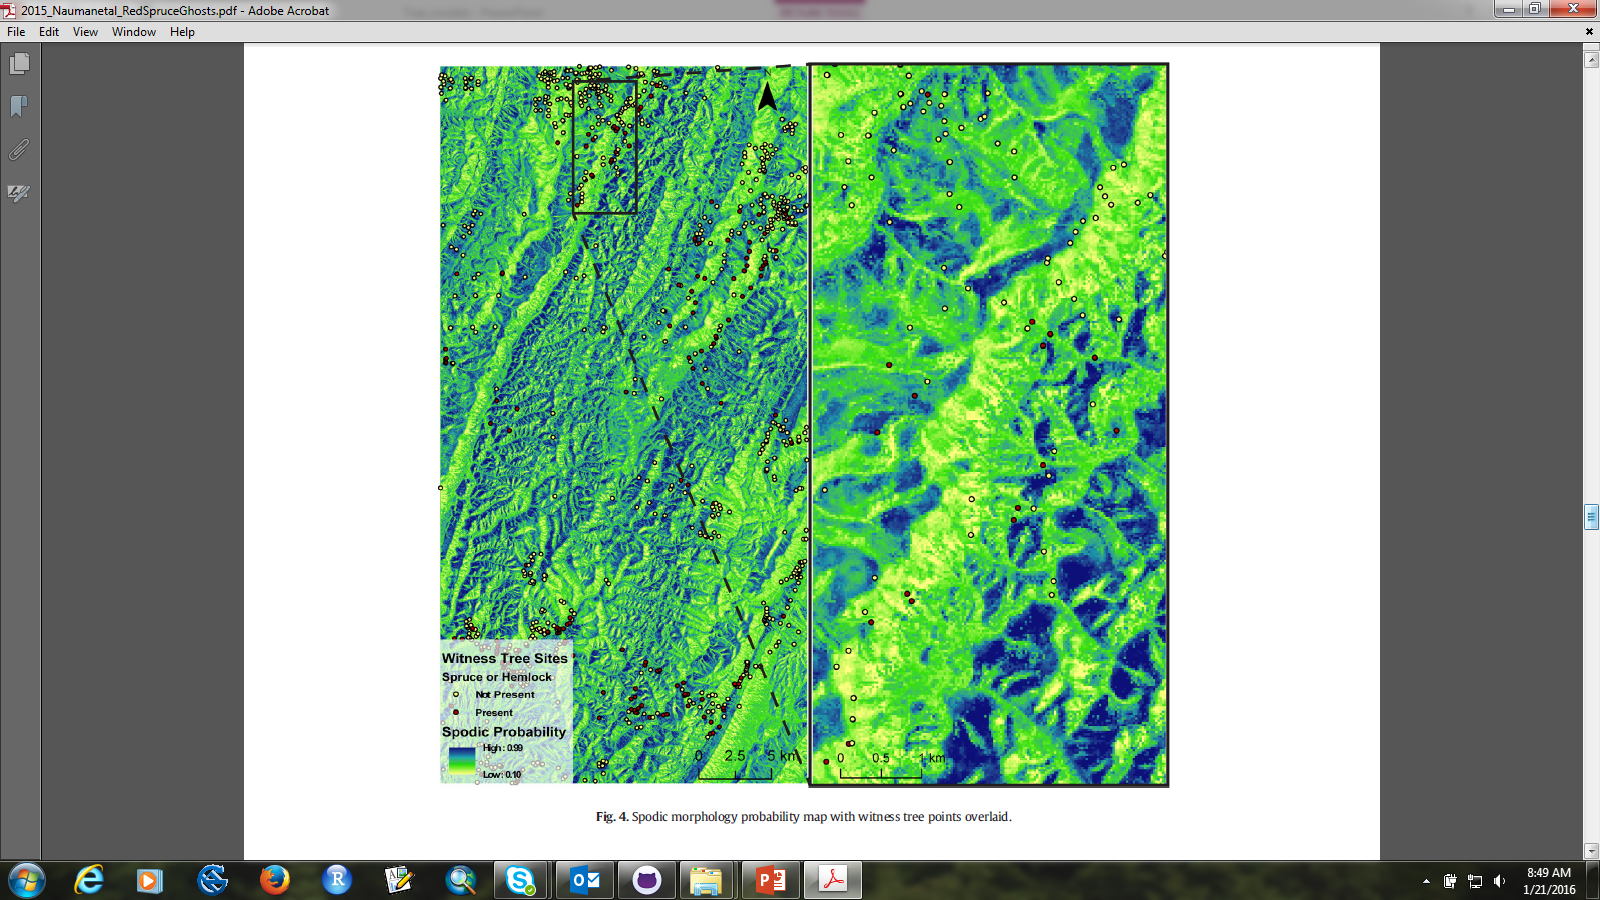 2015_Naumanetal_RedSpruceGhosts.pdf - Adobe Acrobat
File Edit View Window Help
N
Witness Tree Sites
Spruce or Hemlock
Not Present
Present
Spodic Probability
High : 0.99
Low : 0.10
0 2.5 5 km
0 0.5 1 km
Fig. 4. Spodic morphology probability map with witness tree points overlaid.
8:49 AM
1/21/2016